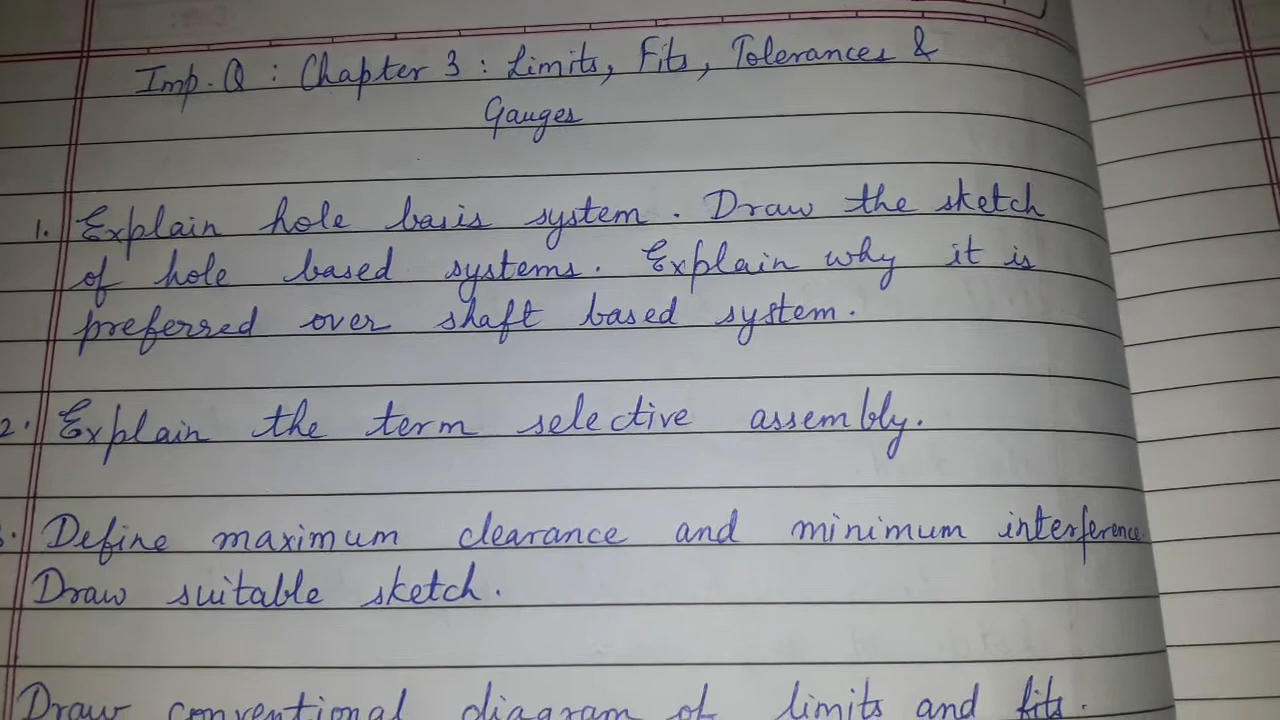 Imp. Q : Chapter 3 : Limits, Fits, Tolerances &
Gauges
1. Explain hole basis system. Draw the sketch
of hole based systems. Explain why it is
preferred over shaft based system.
2. Explain the term selective assembly.
Define maximum clearance and minimum interference
Draw suitable sketch.
Draw conventional diagram of limits and fits.